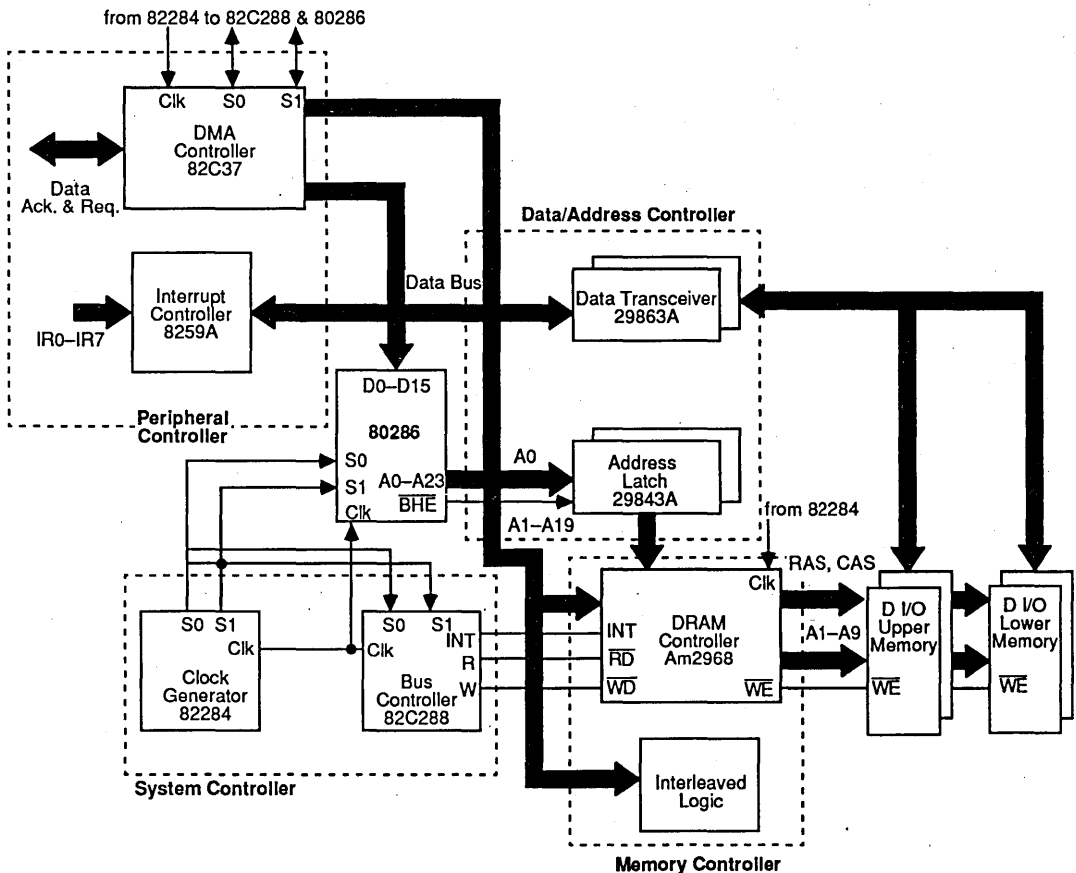 from 82284 to 82C288 & 80286
Clk S0 S1
DMA
Controller
82C37
Data
Ack. & Req.
Interrupt
Controller
8259A
IR0–IR7
Peripheral
Controller
Data/Address Controller
Data Bus
Data Transceiver
29863A
D0–D15
80286
S0
S1
Clk
A0–A23
BHE
A0
A1–A19
Address
Latch
29843A
from 82284
S0 S1
Clk
Clock
Generator
82284
S0 S1
Clk
INT
R
W
Bus
Controller
82C288
System Controller
Clk
INT
RD
WD
DRAM
Controller
Am2968
WE
RAS, CAS
A1–A9
D I/O
Upper
Memory
WE
D I/O
Lower
Memory
WE
Interleaved
Logic
Memory Controller